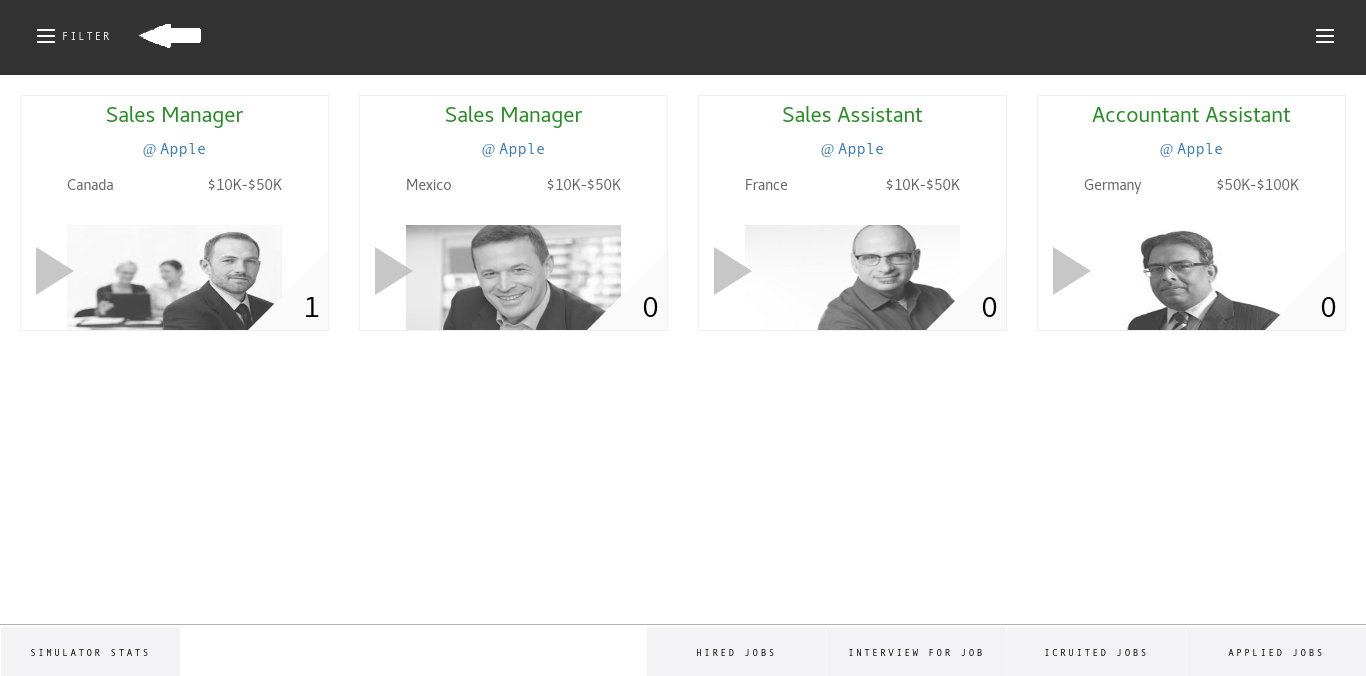 FILTER
Sales Manager
@ Apple
Canada $10K-$50K
1
Sales Manager
@ Apple
Mexico $10K-$50K
0
Sales Assistant
@ Apple
France $10K-$50K
0
Accountant Assistant
@ Apple
Germany $50K-$100K
0
SIMULATOR STATS
HIRED JOBS
INTERVIEW FOR JOB
ICRUITED JOBS
APPLIED JOBS